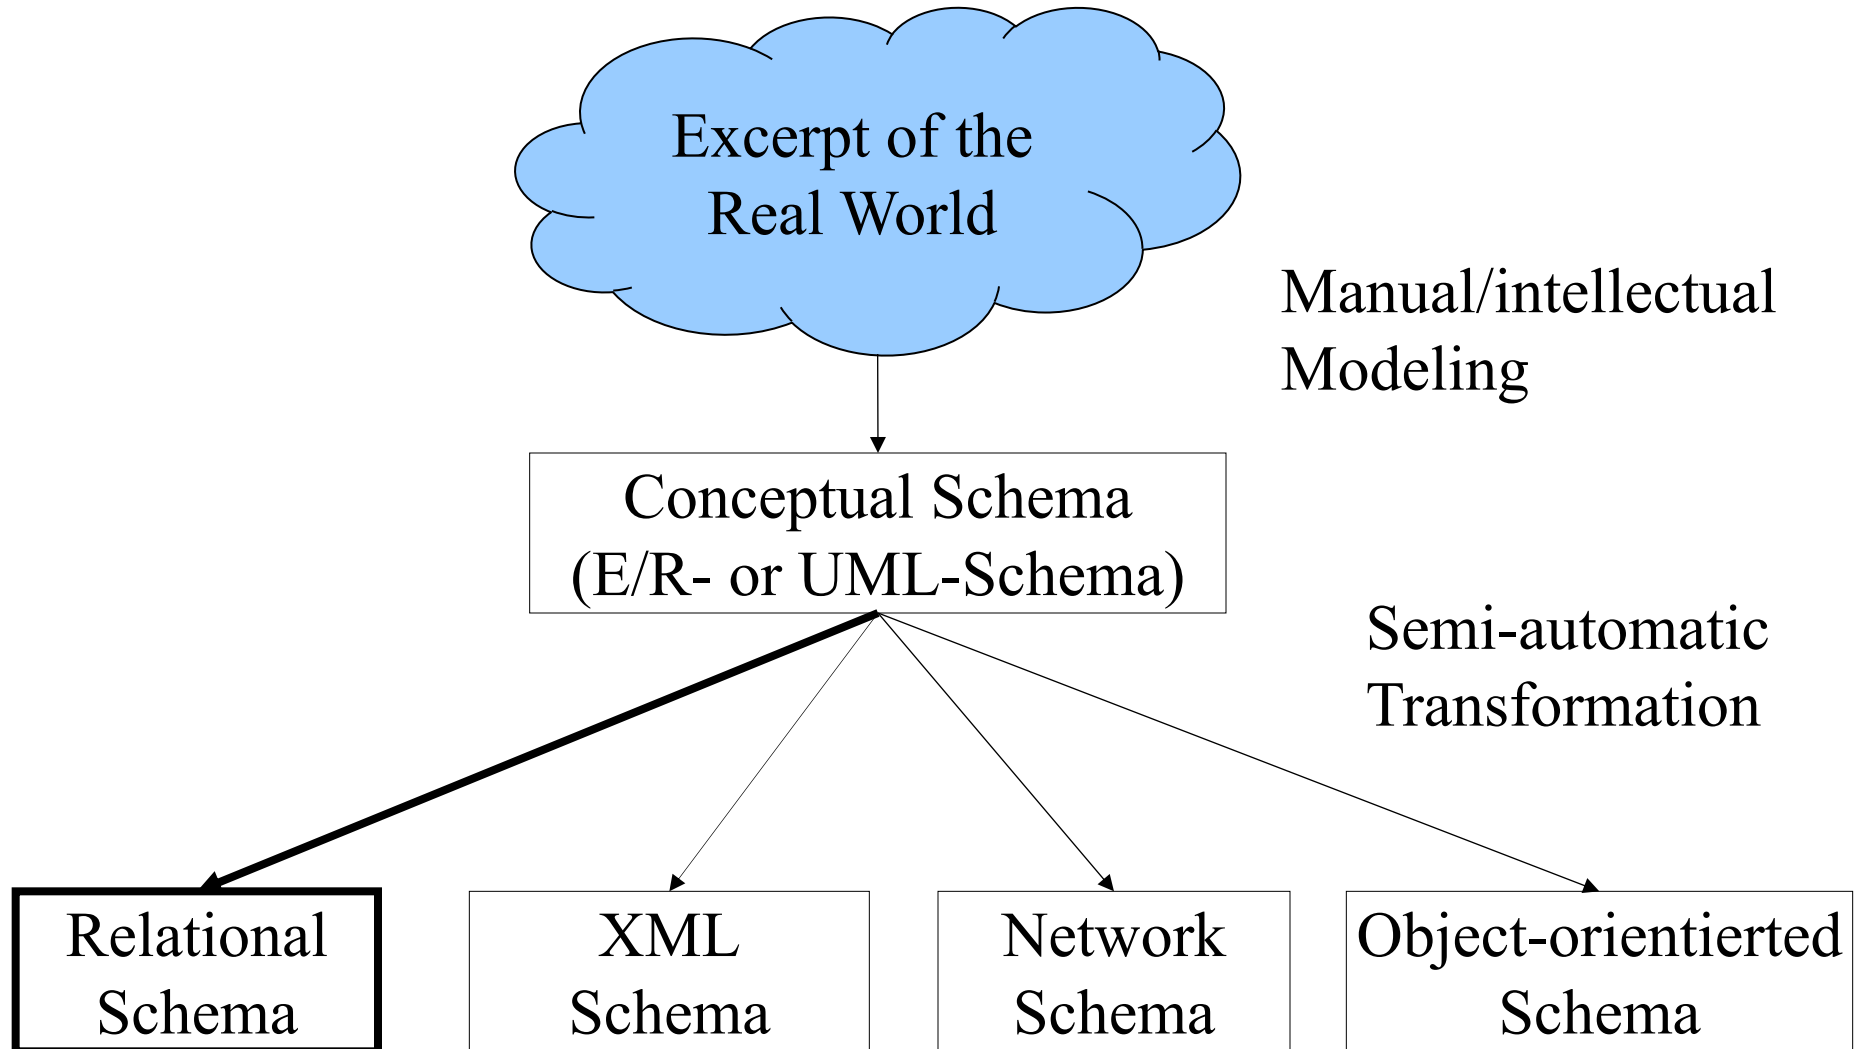 Excerpt of the
Real World
Manual/intellectual
Modeling
Conceptual Schema
(E/R- or UML-Schema)
Semi-automatic
Transformation
Relational
Schema
XML
Schema
Network
Schema
Object-orientierted
Schema